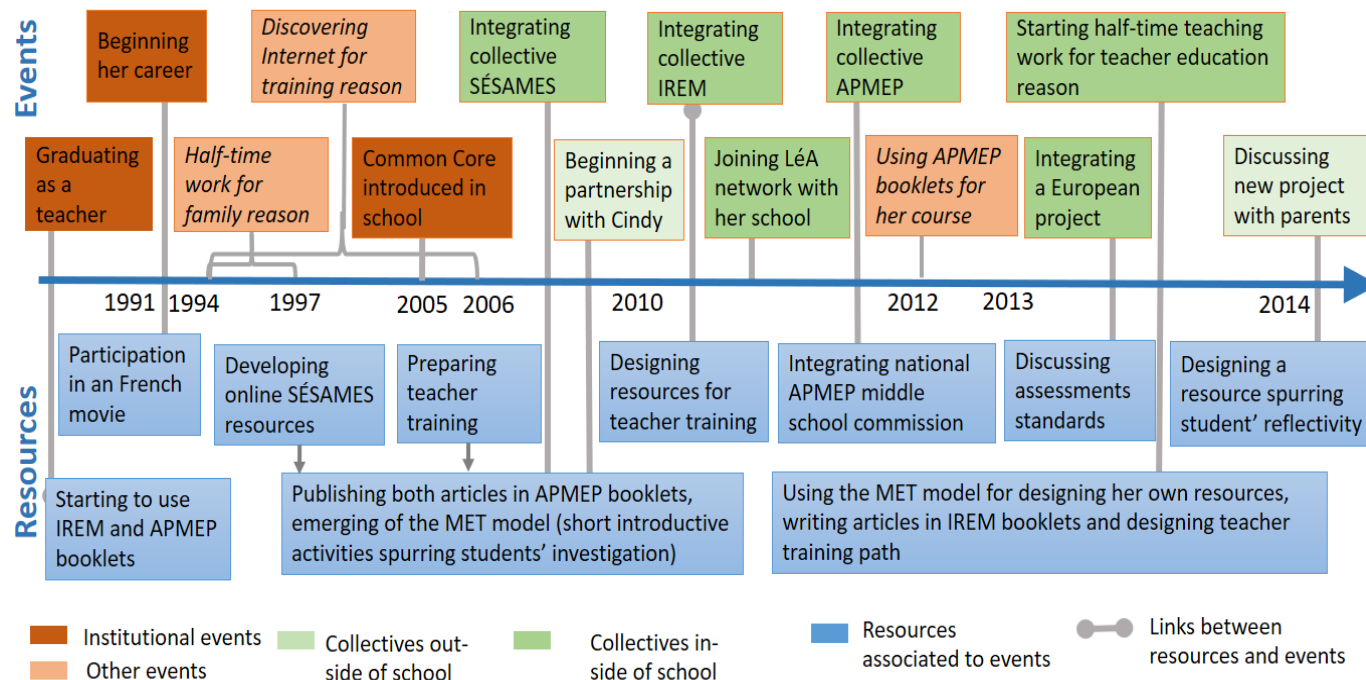 Events
Beginning
her career
Discovering
Internet for
training reason
Integrating
collective
SÉSAMES
Integrating
collective
IREM
Integrating
collective
APMEP
Starting half-time teaching
work for teacher education
reason
Graduating
as a
teacher
Half-time
work for
family reason
Common Core
introduced in
school
Beginning a
partnership
with Cindy
Joining LéA
network with
her school
Using APMEP
booklets for
her course
Integrating
a European
project
Discussing
new project
with parents
1991
1994
1997
2005
2006
2010
2012
2013
2014
Resources
Participation
in an French
movie
Developing
online SÉSAMES
resources
Preparing
teacher
training
Designing
resources for
teacher training
Integrating national
APMEP middle
school commission
Discussing
assessments
standards
Designing a
resource spurring
student’ reflectivity
Starting to use
IREM and APMEP
booklets
Publishing both articles in APMEP booklets,
emerging of the MET model (short introductive
activities spurring students’ investigation)
Using the MET model for designing her own resources,
writing articles in IREM booklets and designing teacher
training path
Institutional events
Other events
Collectives out-
side of school
Collectives in-
side of school
Resources
associated to events
Links between
resources and events